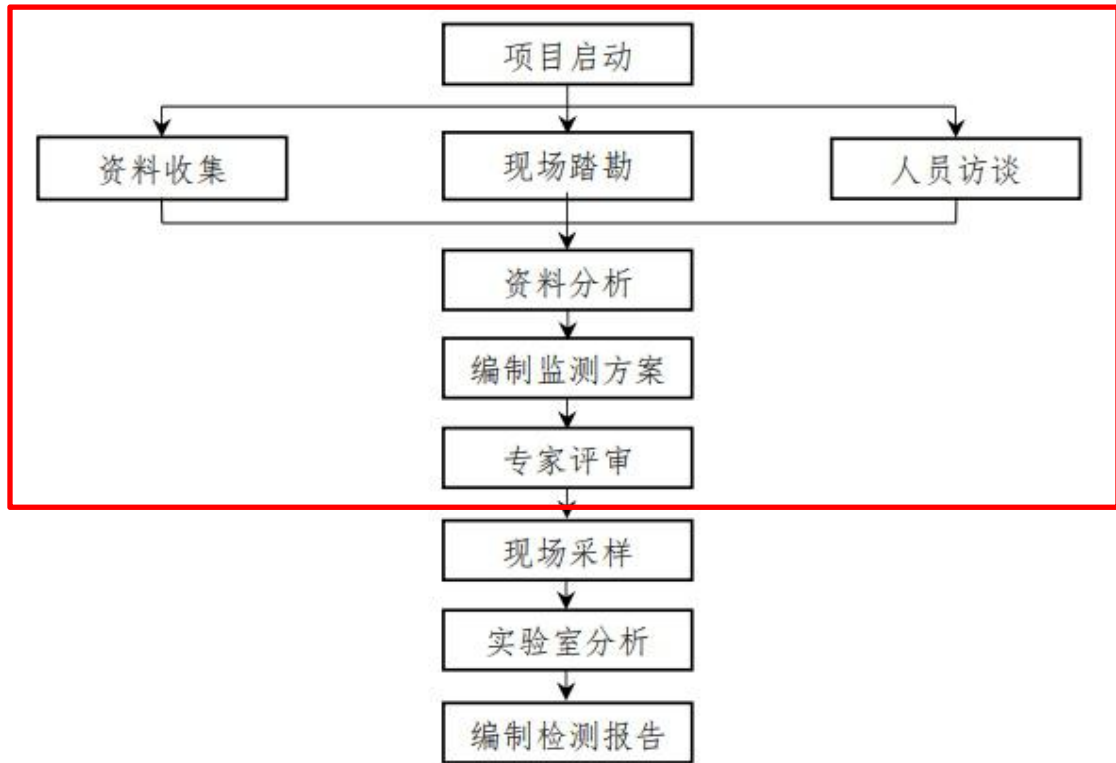 项目启动
资料收集
现场踏勘
人员访谈
资料分析
编制监测方案
专家评审
现场采样
实验室分析
编制检测报告